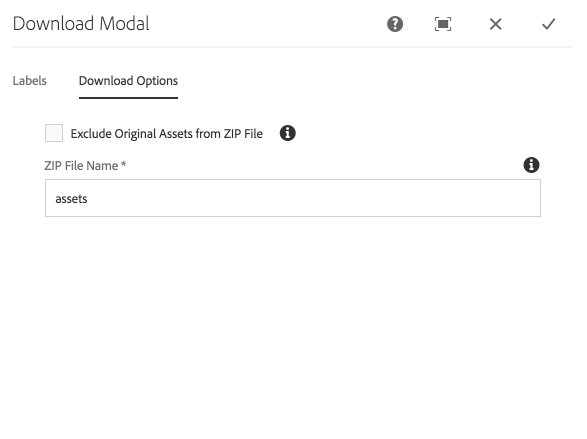 Download Modal
Labels
Download Options
Exclude Original Assets from ZIP File
ZIP File Name *
assets